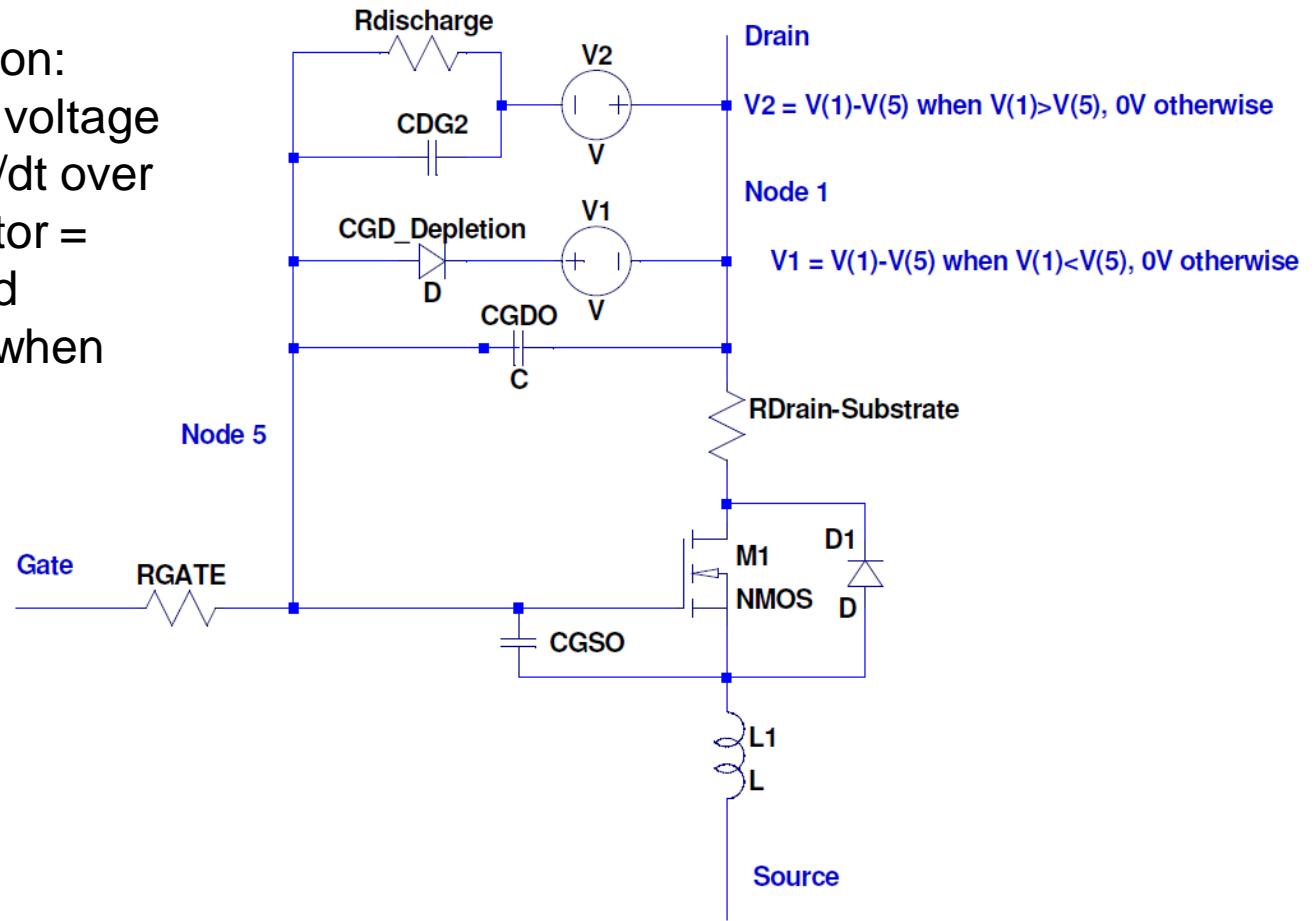 on:
voltage
/dt over
tor =
d
when
Rdischarge
V2
Drain
V2 = V(1)-V(5) when V(1)>V(5), 0V otherwise
CDG2
V
Node 1
V1
CGD_Depletion
V1 = V(1)-V(5) when V(1)<V(5), 0V otherwise
D
V
CGDO
C
RDrain-Substrate
Node 5
D1
M1
Gate
RGATE
NMOS
D
CGSO
L1
L
Source